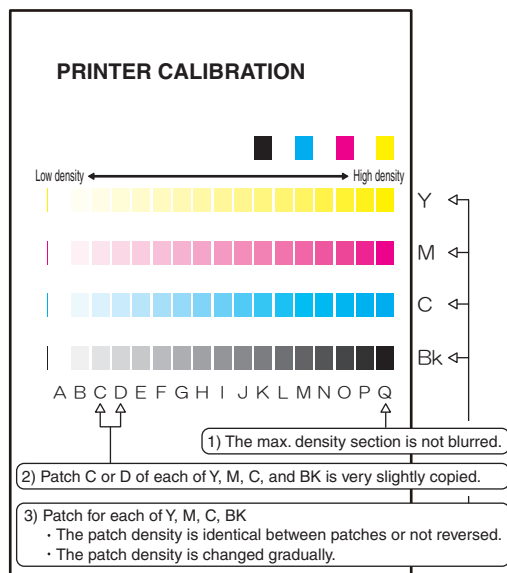 PRINTER CALIBRATION
Low density
High density
Y
M
C
Bk
A B C D E F G H I J K L M N O P Q
1) The max. density section is not blurred.
2) Patch C or D of each of Y, M, C, and BK is very slightly copied.
3) Patch for each of Y, M, C, BK
· The patch density is identical between patches or not reversed.
· The patch density is changed gradually.